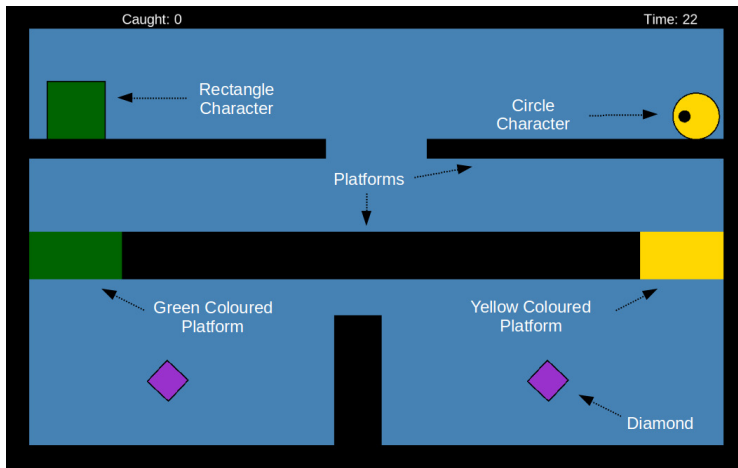 Caught: 0
Time: 22
Rectangle
Character
Circle
Character
Platforms
Green Coloured
Platform
Yellow Coloured
Platform
Diamond